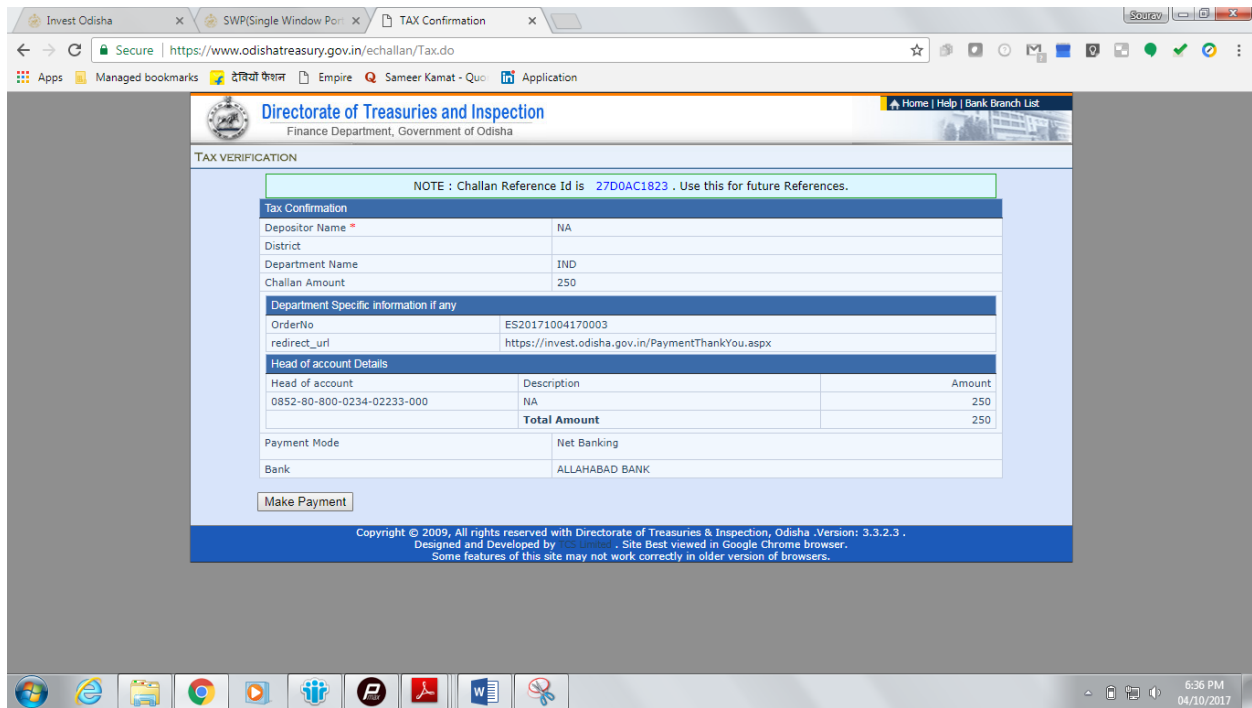 Invest Odisha
SWP(Single Window Por
TAX Confirmation
Sourav
Secure
https://www.odishatreasury.gov.in/echallan/Tax.do
Apps Managed bookmarks देवियों फैशन Empire Sameer Kamat - Quo Application
Directorate of Treasuries and Inspection
Finance Department, Government of Odisha
Home | Help | Bank Branch List
TAX VERIFICATION
NOTE : Challan Reference Id is 27D0AC1823 . Use this for future References.
Tax Confirmation
Depositor Name * NA
District
Department Name IND
Challan Amount 250
Department Specific information if any
OrderNo ES20171004170003
redirect_url https://invest.odisha.gov.in/PaymentThankYou.aspx
Head of account Details
Head of account Description Amount
0852-80-800-0234-02233-000 NA 250
Total Amount 250
Payment Mode Net Banking
Bank ALLAHABAD BANK
Make Payment
Copyright © 2009, All rights reserved with Directorate of Treasuries & Inspection, Odisha .Version: 3.3.2.3 .
Designed and Developed by TCS Limited . Site Best viewed in Google Chrome browser.
Some features of this site may not work correctly in older version of browsers.
6:36 PM
04/10/2017